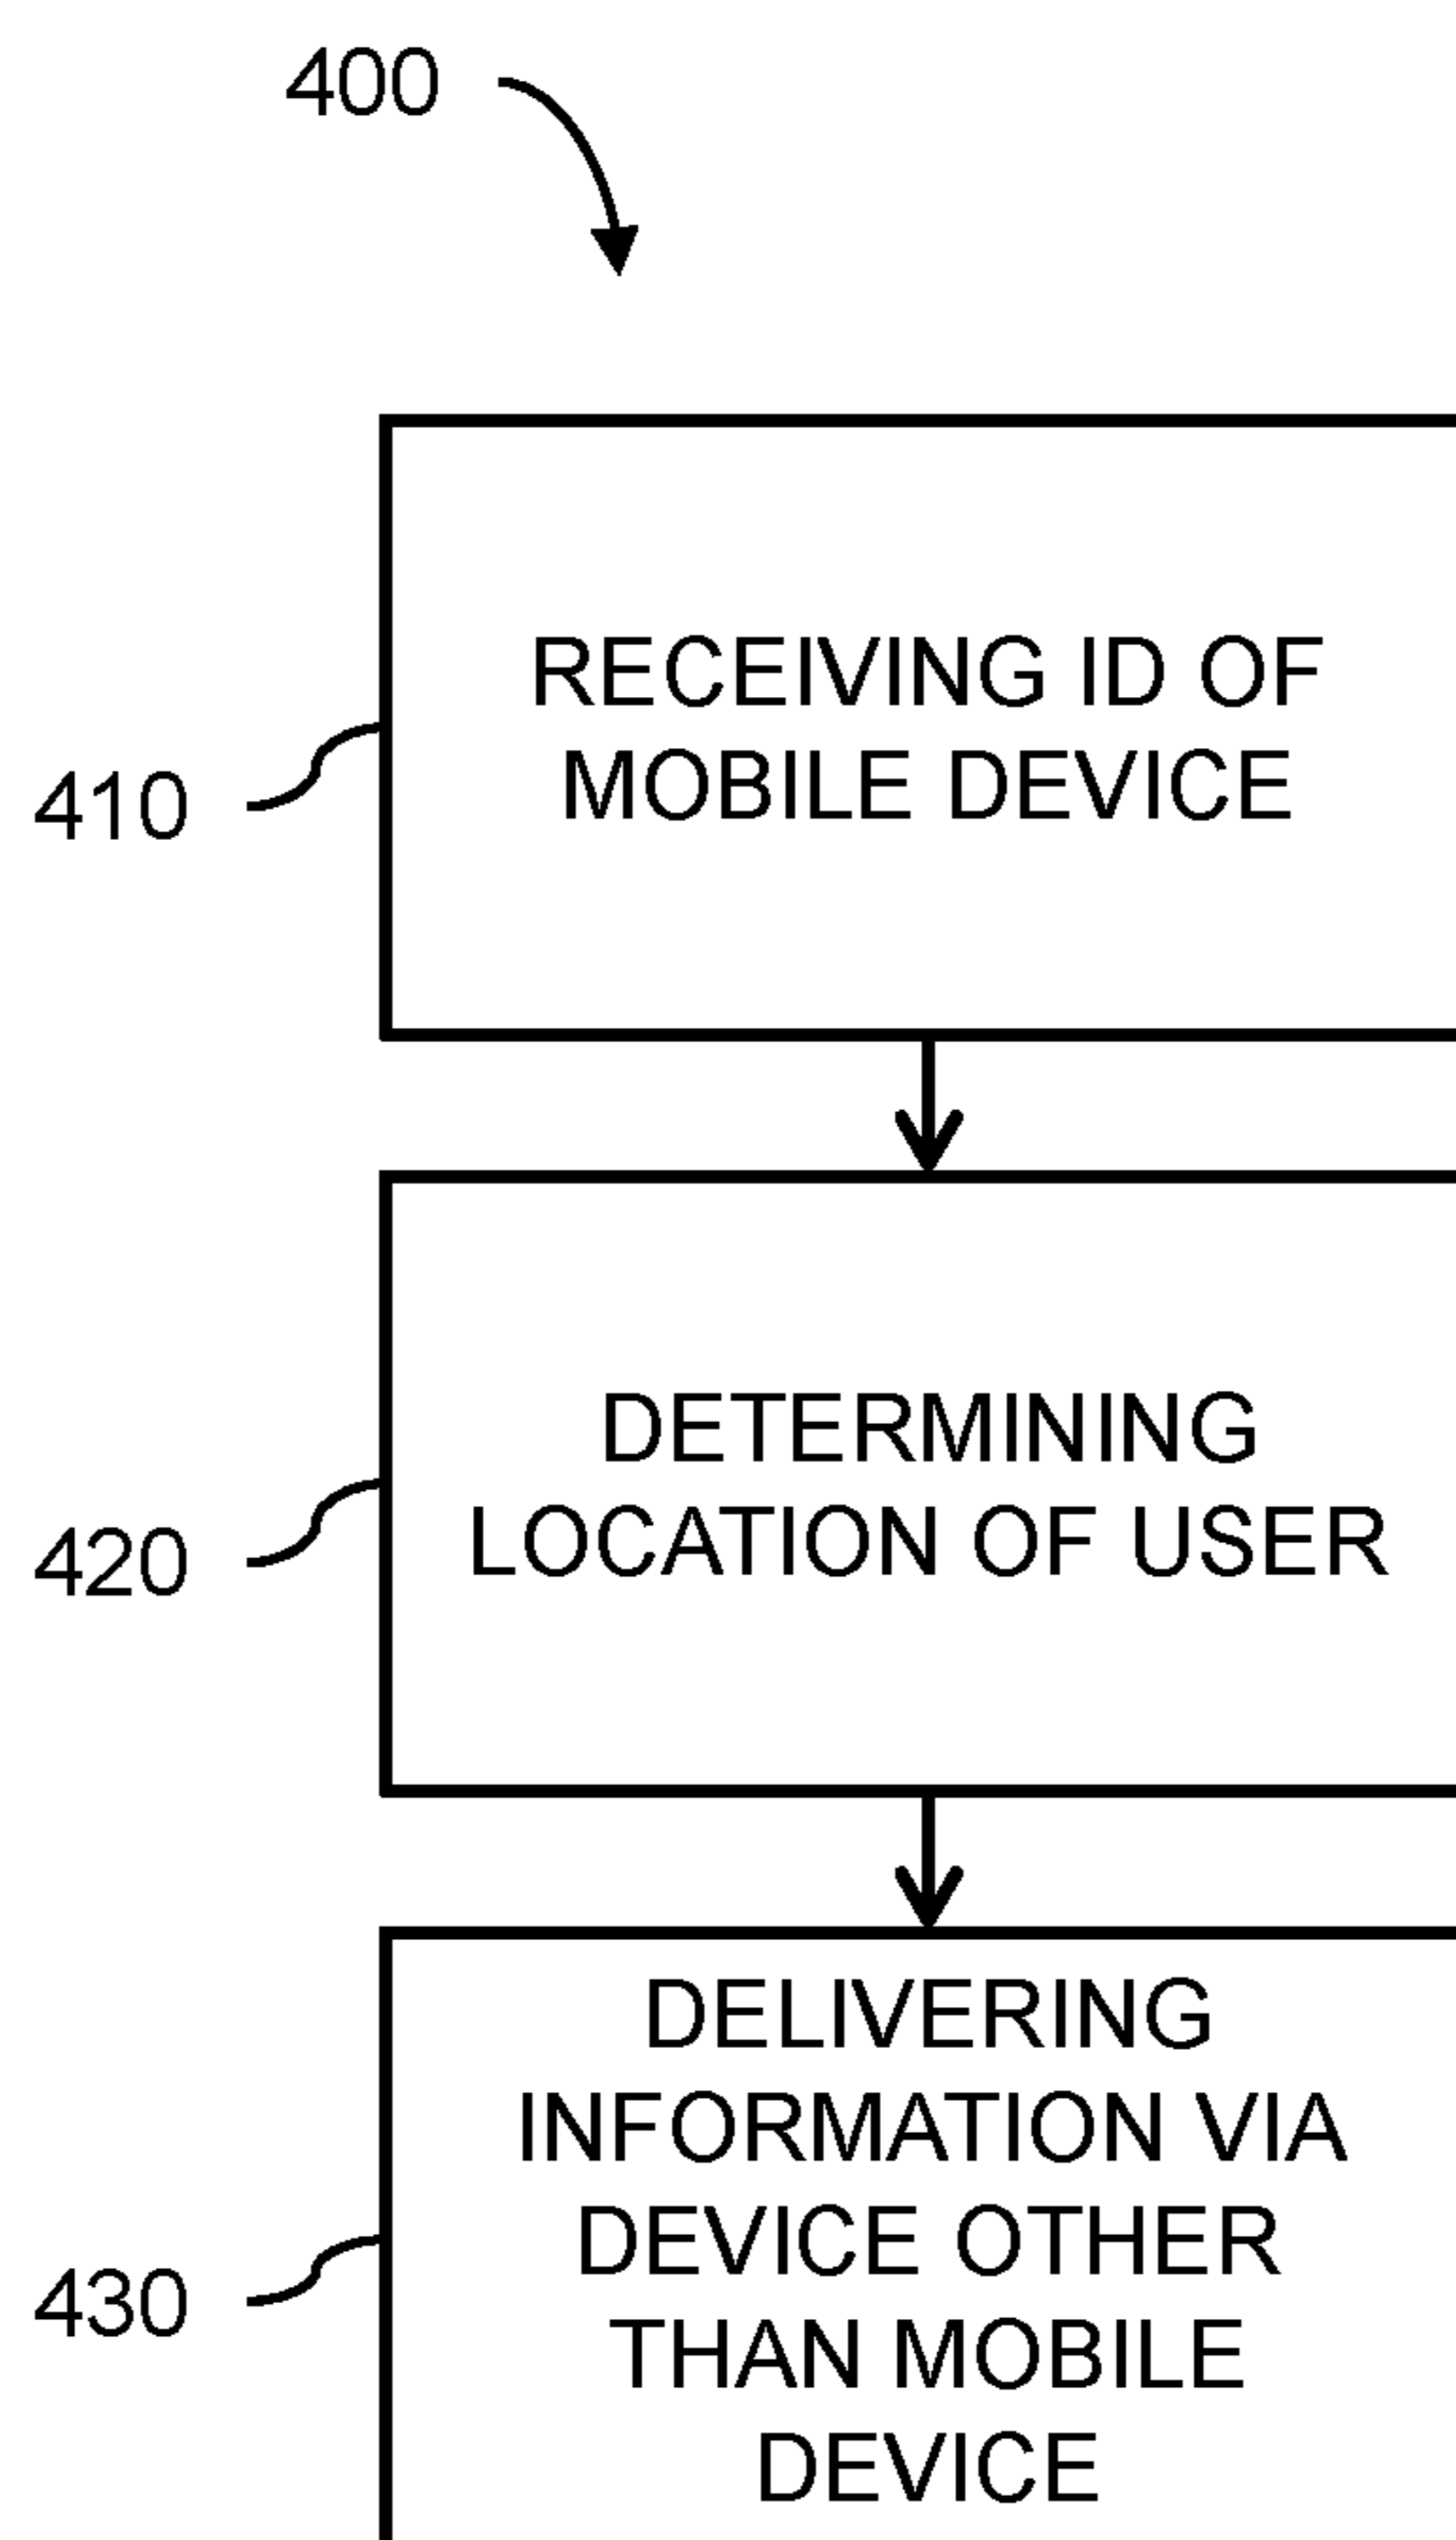 400
RECEIVING ID OF
MOBILE DEVICE
410
DETERMINING
LOCATION OF USER
420
DELIVERING
INFORMATION VIA
DEVICE OTHER
THAN MOBILE
DEVICE
430